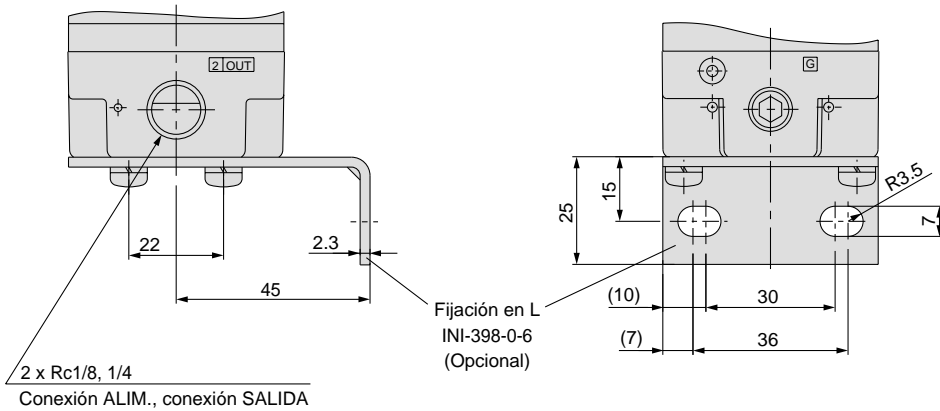 2 OUT
G
22
2.3
45
25
15
R3.5
7
(10)
30
(7)
36
Fijación en L
INI-398-0-6
(Opcional)
2 x Rc1/8, 1/4
Conexión ALIM., conexión SALIDA